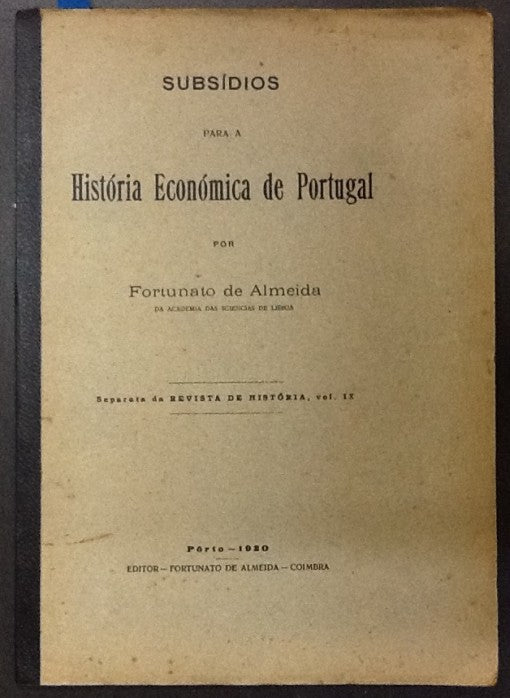 SUBSÍDIOS
PARA A
História Económica de Portugal
POR
Fortunato de Almeida
DA ACADEMIA DAS SCIENCIAS DE LISBOA
Separata da REVISTA DE HISTÓRIA, vol. IX
Pôrto — 1920
EDITOR — FORTUNATO DE ALMEIDA — COIMBRA